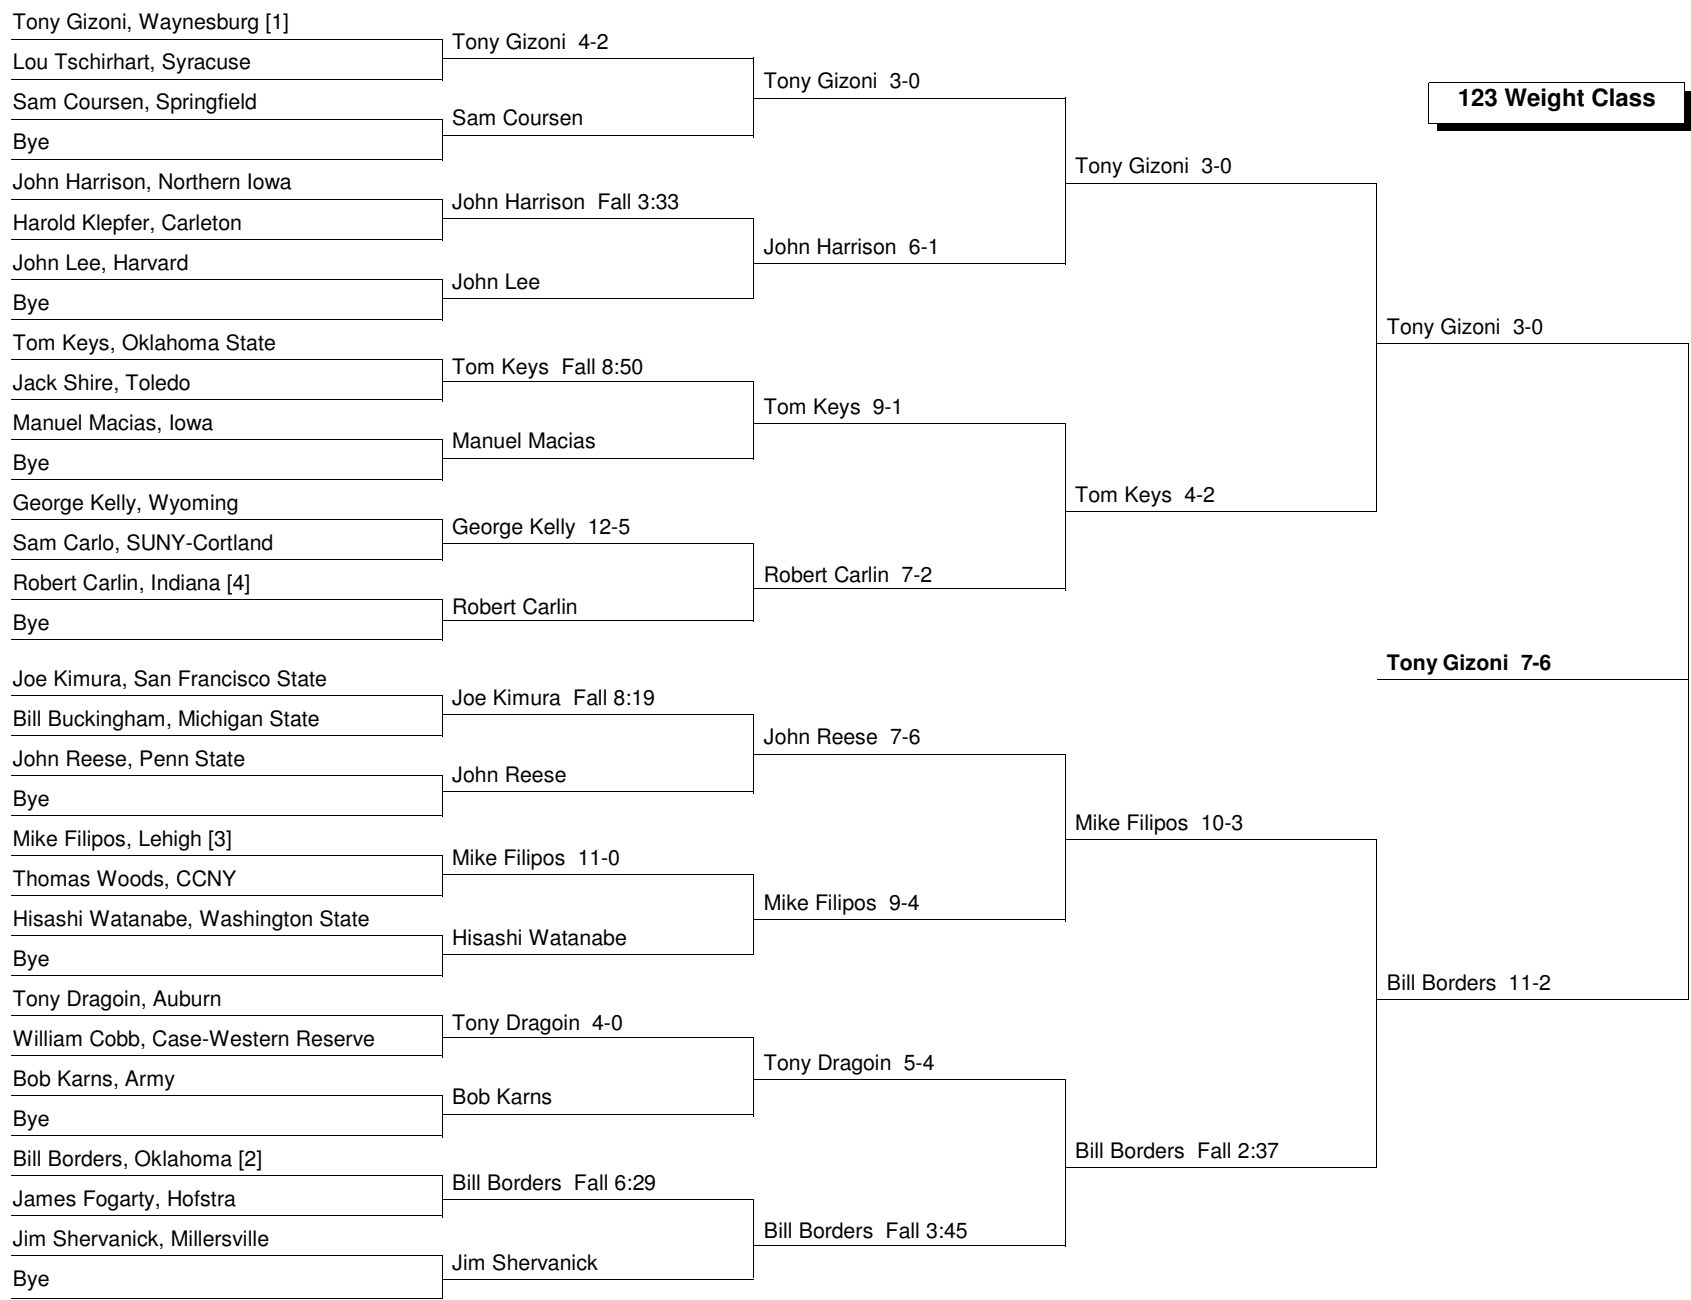 Tony Gizoni, Waynesburg [1]
Lou Tschirhart, Syracuse
Sam Coursen, Springfield
Bye
John Harrison, Northern Iowa
Harold Klepfer, Carleton
John Lee, Harvard
Bye
Tom Keys, Oklahoma State
Jack Shire, Toledo
Manuel Macias, Iowa
Bye
George Kelly, Wyoming
Sam Carlo, SUNY-Cortland
Robert Carlin, Indiana [4]
Bye
Joe Kimura, San Francisco State
Bill Buckingham, Michigan State
John Reese, Penn State
Bye
Mike Filipos, Lehigh [3]
Thomas Woods, CCNY
Hisashi Watanabe, Washington State
Bye
Tony Dragoin, Auburn
William Cobb, Case-Western Reserve
Bob Karns, Army
Bye
Bill Borders, Oklahoma [2]
James Fogarty, Hofstra
Jim Shervanick, Millersville
Bye
Tony Gizoni 4-2
Sam Coursen
John Harrison Fall 3:33
John Lee
Tom Keys Fall 8:50
Manuel Macias
George Kelly 12-5
Robert Carlin
Joe Kimura Fall 8:19
John Reese
Mike Filipos 11-0
Hisashi Watanabe
Tony Dragoin 4-0
Bob Karns
Bill Borders Fall 6:29
Jim Shervanick
Tony Gizoni 3-0
John Harrison 6-1
Tom Keys 9-1
Robert Carlin 7-2
John Reese 7-6
Mike Filipos 9-4
Tony Dragoin 5-4
Bill Borders Fall 3:45
Tony Gizoni 3-0
Tom Keys 4-2
Mike Filipos 10-3
Bill Borders Fall 2:37
Tony Gizoni 3-0
Bill Borders 11-2
Tony Gizoni 7-6
123 Weight Class